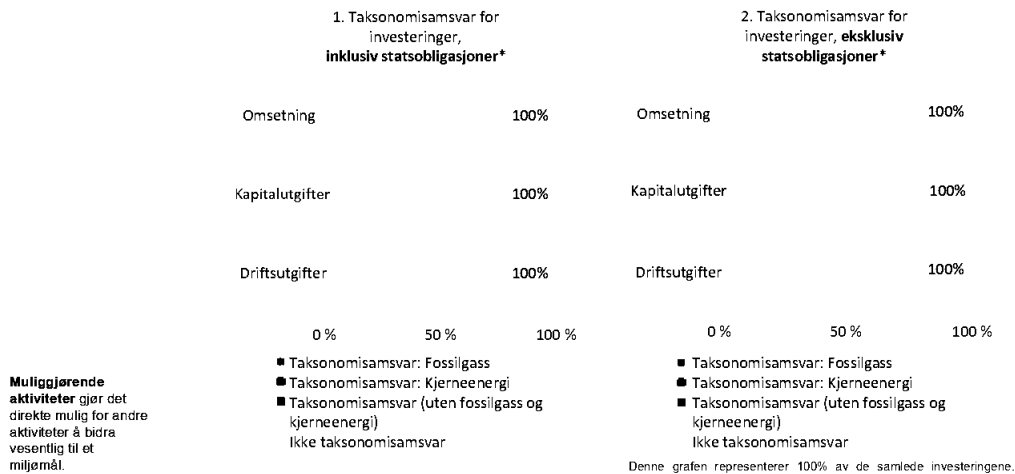 1. Taksonomisamsvar for
investeringer,
inklusiv statsobligasjoner*
Omsetning 100%
Kapitalutgifter 100%
Driftsutgifter 100%
0 % 50 % 100 %
Taksonomisamsvar: Fossilgass
Taksonomisamsvar: Kjerneenergi
Taksonomisamsvar (uten fossilgass og
kjerneenergi)
Ikke taksonomisamsvar
2. Taksonomisamsvar for
investeringer, eksklusiv
statsobligasjoner*
Omsetning 100%
Kapitalutgifter 100%
Driftsutgifter 100%
0 % 50 % 100 %
Taksonomisamsvar: Fossilgass
Taksonomisamsvar: Kjerneenergi
Taksonomisamsvar (uten fossilgass og
kjerneenergi)
Ikke taksonomisamsvar
Denne grafen representerer 100% av de samlede investeringene.
Muliggjørende
aktiviteter gjør det
direkte mulig for andre
aktiviteter å bidra
vesentlig til et
miljømål.